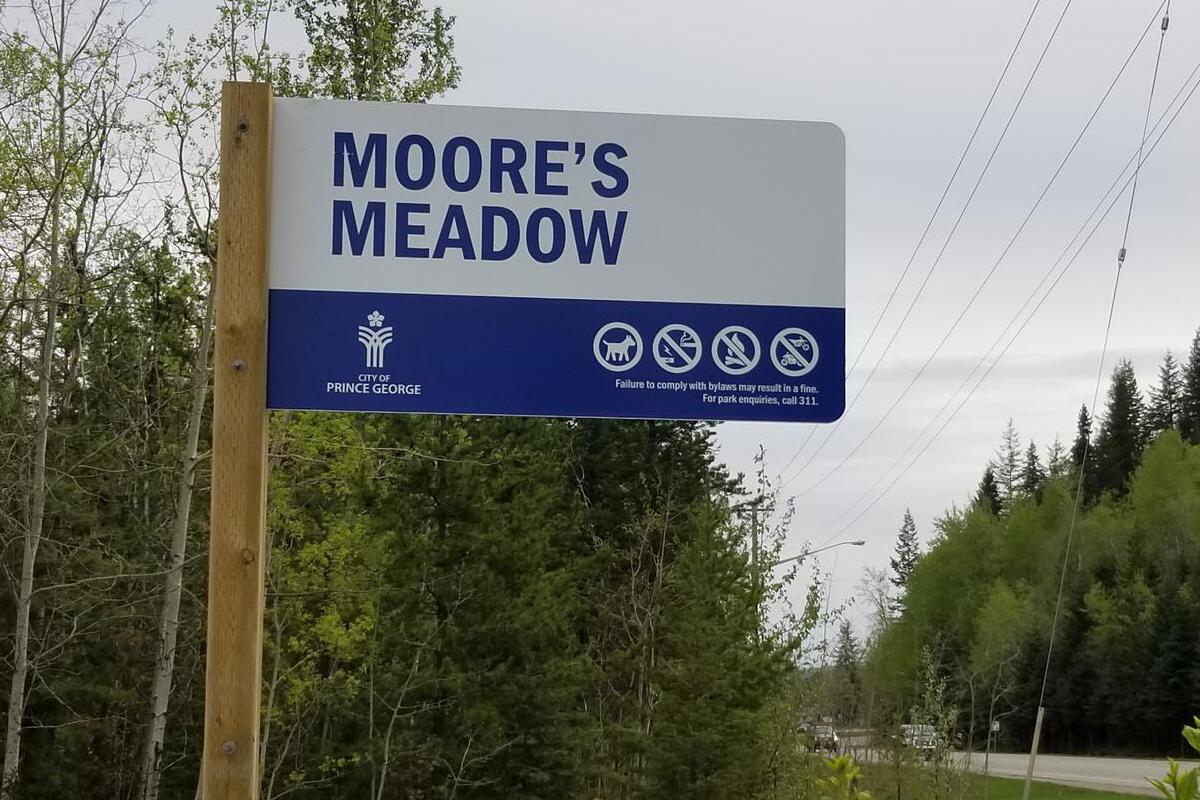 MOORE'S
MEADOW
CITY OF
PRINCE GEORGE
Failure to comply with bylaws may result in a fine.
For park enquiries, call 311.